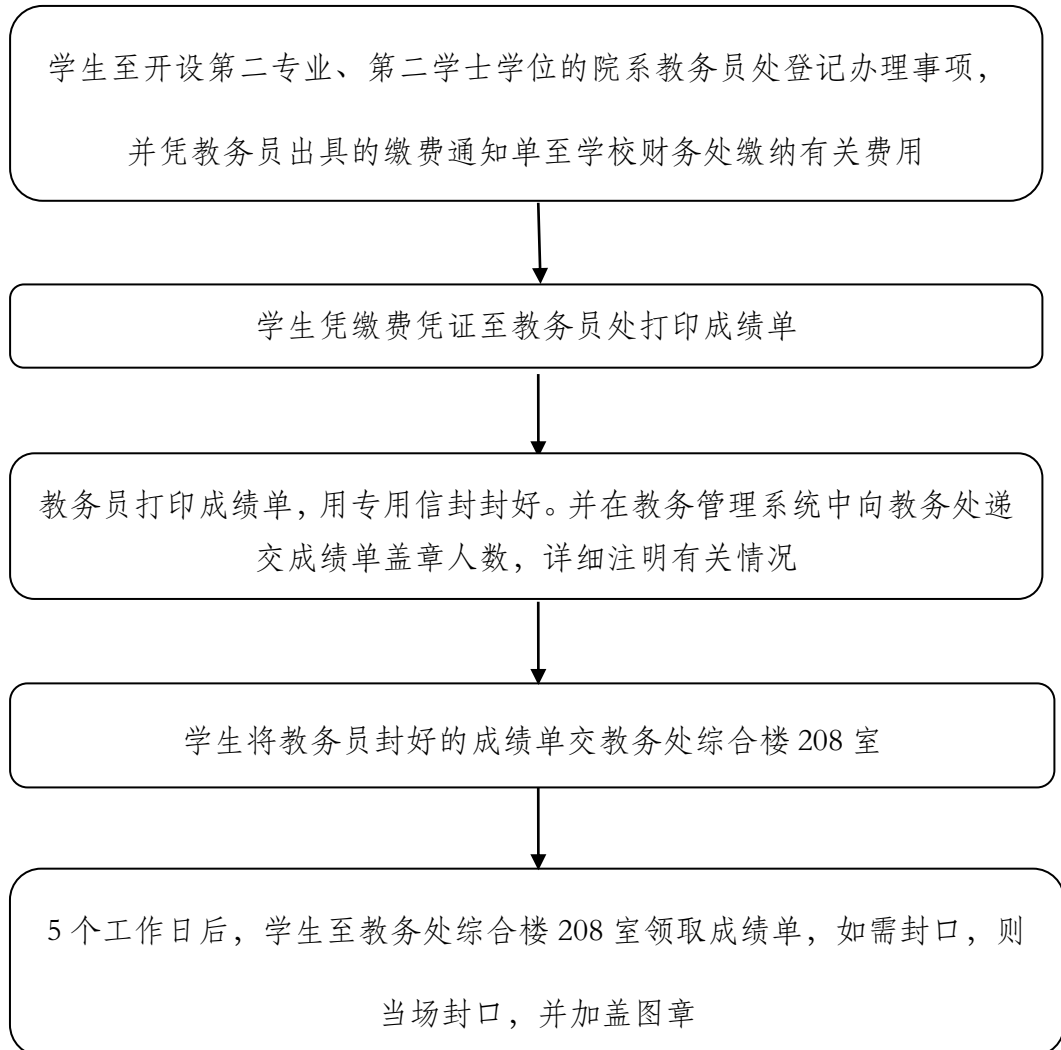 学生至开设第二专业、第二学士学位的院系教务员处登记办理事项，
并凭教务员出具的缴费通知单至学校财务处缴纳有关费用
学生凭缴费凭证至教务员处打印成绩单
教务员打印成绩单，用专用信封封好。并在教务管理系统中向教务处递
交成绩单盖章人数，详细注明有关情况
学生将教务员封好的成绩单交教务处综合楼 208 室
5 个工作日后，学生至教务处综合楼 208 室领取成绩单，如需封口，则
当场封口，并加盖图章